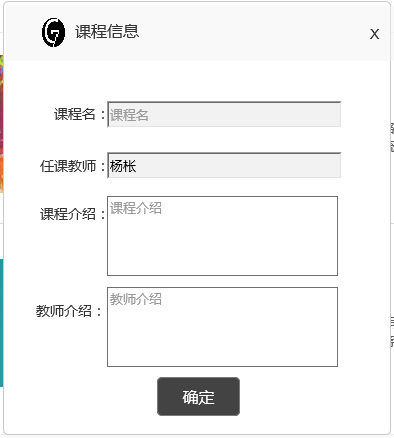 课程信息
x
课程名：课程名
任课教师：杨枨
课程介绍：课程介绍
教师介绍：教师介绍
确定